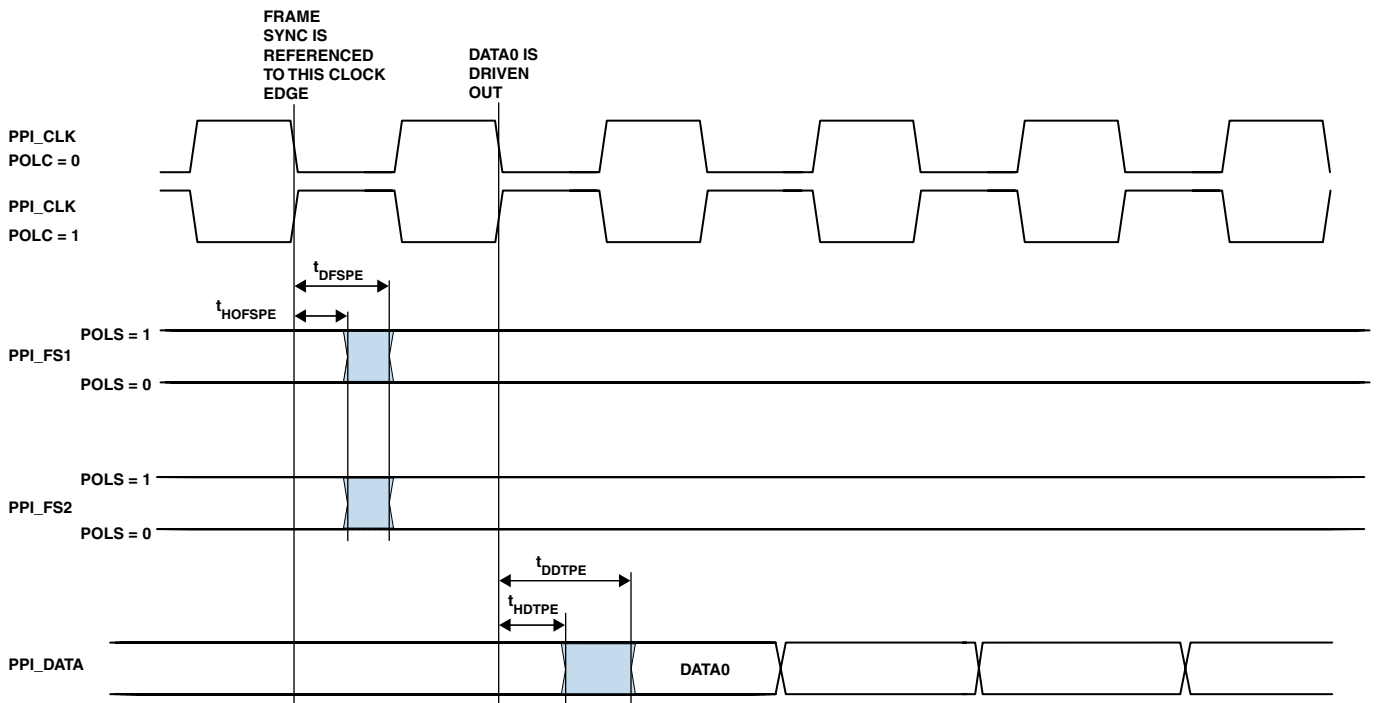 FRAME
SYNC IS
REFERENCED
TO THIS CLOCK
EDGE
DATA0 IS
DRIVEN
OUT
PPI_CLK
POLC = 0
PPI_CLK
POLC = 1
tDFSPE
tHOFSPE
POLS = 1
PPI_FS1
POLS = 0
POLS = 1
PPI_FS2
POLS = 0
tDDTPE
tHDTPE
PPI_DATA
DATA0